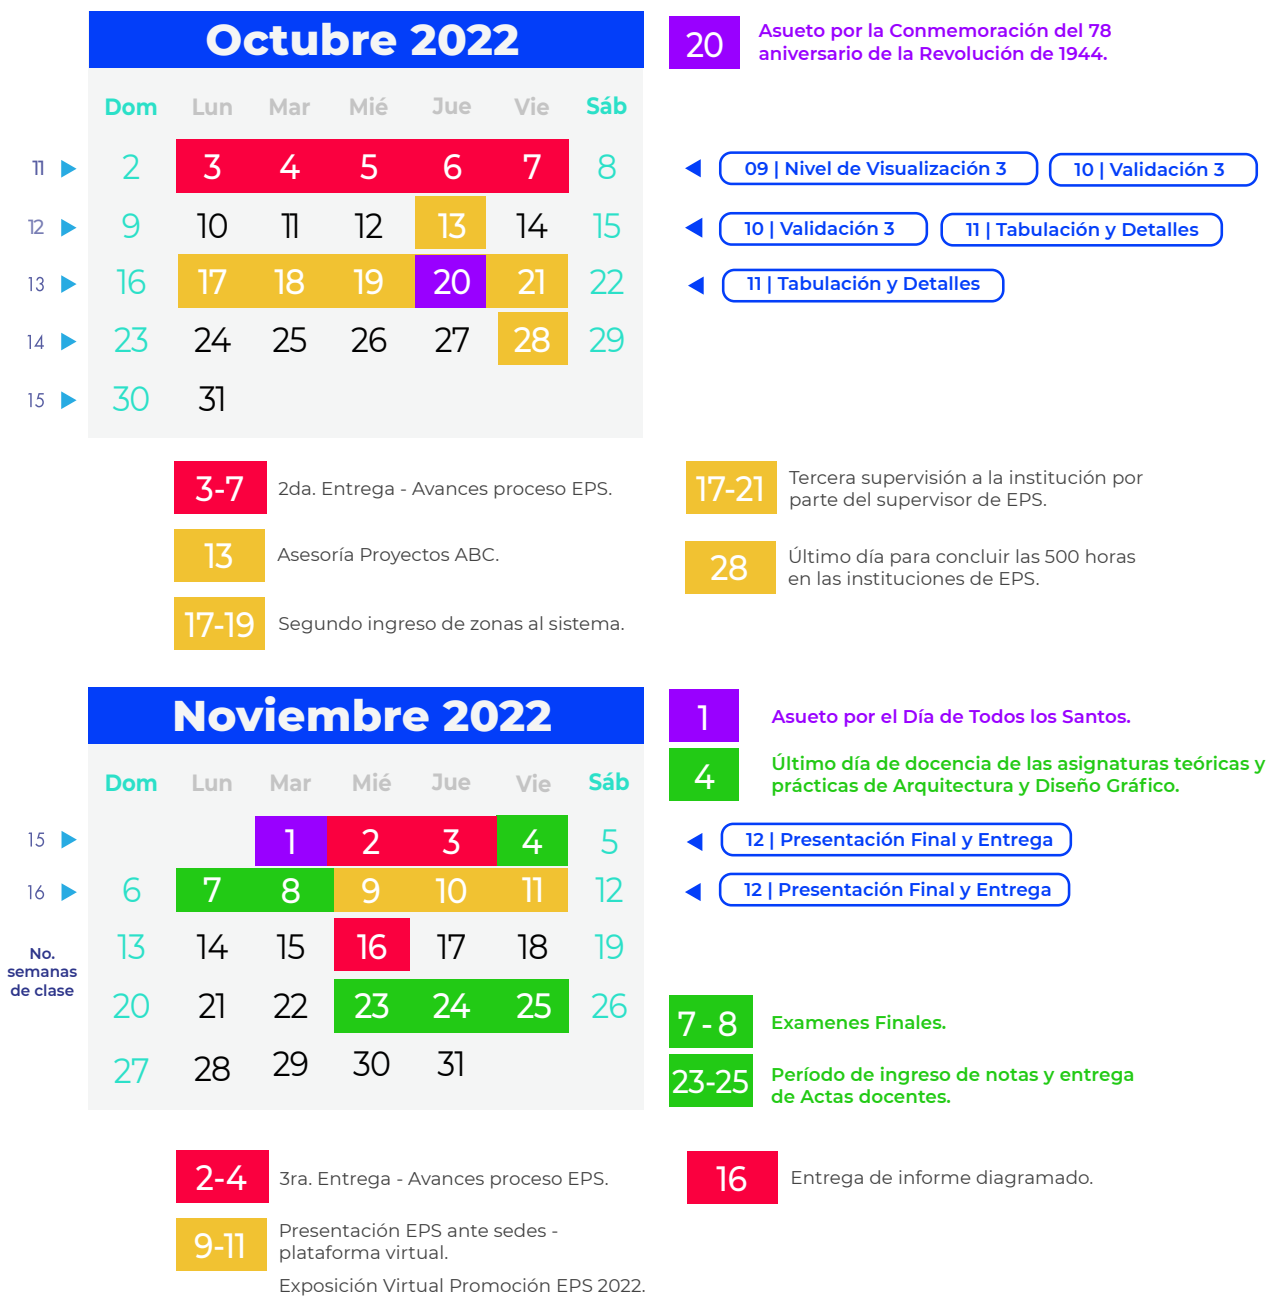 Octubre 2022
20 Asueto por la Conmemoración del 78
aniversario de la Revolución de 1944.
Dom Lun Mar Mié Jue Vie Sáb
11 2 3 4 5 6 7 8 09 | Nivel de Visualización 3 10 | Validación 3
12 9 10 11 12 13 14 15 10 | Validación 3 11 | Tabulación y Detalles
13 16 17 18 19 20 21 22 11 | Tabulación y Detalles
14 23 24 25 26 27 28 29
15 30 31
3-7 2da. Entrega - Avances proceso EPS.
13 Asesoría Proyectos ABC.
17-19 Segundo ingreso de zonas al sistema.
17-21 Tercera supervisión a la institución por
parte del supervisor de EPS.
28 Último día para concluir las 500 horas
en las instituciones de EPS.
Noviembre 2022
1 Asueto por el Día de Todos los Santos.
4 Último día de docencia de las asignaturas teóricas y
prácticas de Arquitectura y Diseño Gráfico.
Dom Lun Mar Mié Jue Vie Sáb
15 1 2 3 4 5 12 | Presentación Final y Entrega
16 6 7 8 9 10 11 12 12 | Presentación Final y Entrega
No.
semanas
de clase
13 14 15 16 17 18 19
20 21 22 23 24 25 26
27 28 29 30 31
7 - 8 Examenes Finales.
23-25 Período de ingreso de notas y entrega
de Actas docentes.
2-4 3ra. Entrega - Avances proceso EPS.
9-11 Presentación EPS ante sedes -
plataforma virtual.
Exposición Virtual Promoción EPS 2022.
16 Entrega de informe diagramado.